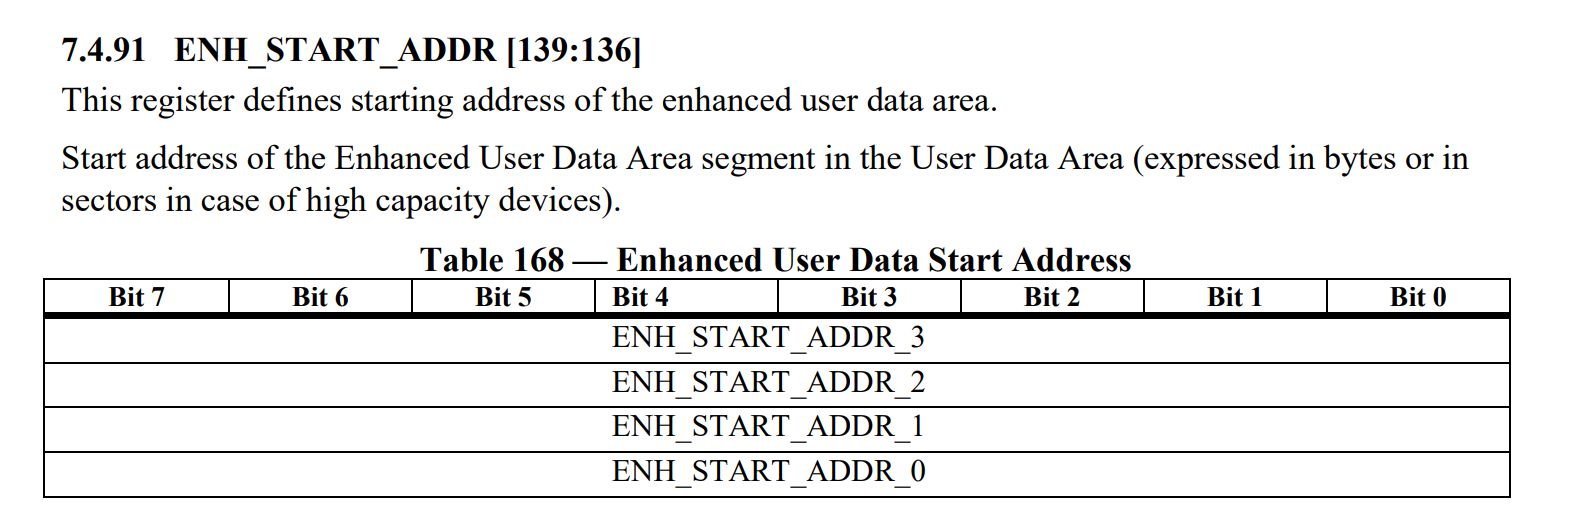 7.4.91 ENH_START_ADDR [139:136]
This register defines starting address of the enhanced user data area.
Start address of the Enhanced User Data Area segment in the User Data Area (expressed in bytes or in
sectors in case of high capacity devices).
Table 168 — Enhanced User Data Start Address
Bit 7 Bit 6 Bit 5 Bit 4 Bit 3 Bit 2 Bit 1 Bit 0
ENH_START_ADDR_3
ENH_START_ADDR_2
ENH_START_ADDR_1
ENH_START_ADDR_0